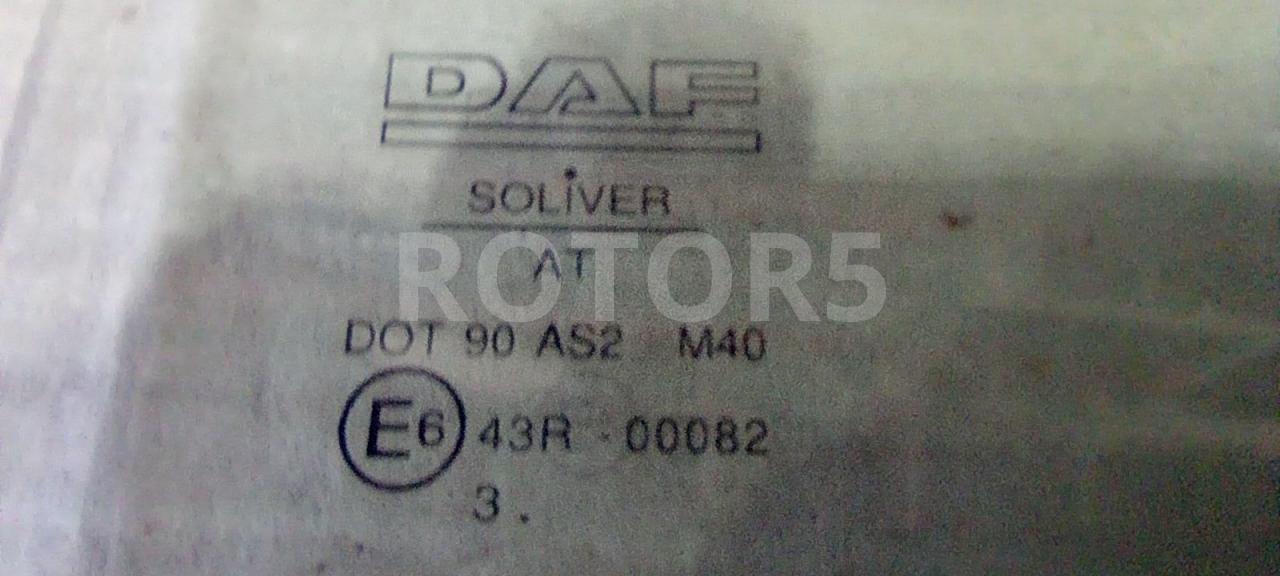 DAF
SOLiVER
AT
ROTOR5
DOT 90 AS2 M40
E6 43R - 00082
3.